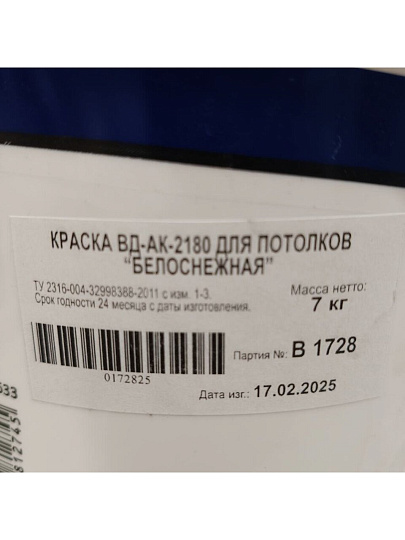 КРАСКА ВД-АК-2180 ДЛЯ ПОТОЛКОВ
"БЕЛОСНЕЖНАЯ"
ТУ 2316-004-32998388-2011 с изм. 1-3.
Срок годности 24 месяца с даты изготовления.
Масса нетто:
7 кг
0172825
Партия №: В 1728
Дата изг.: 17.02.2025